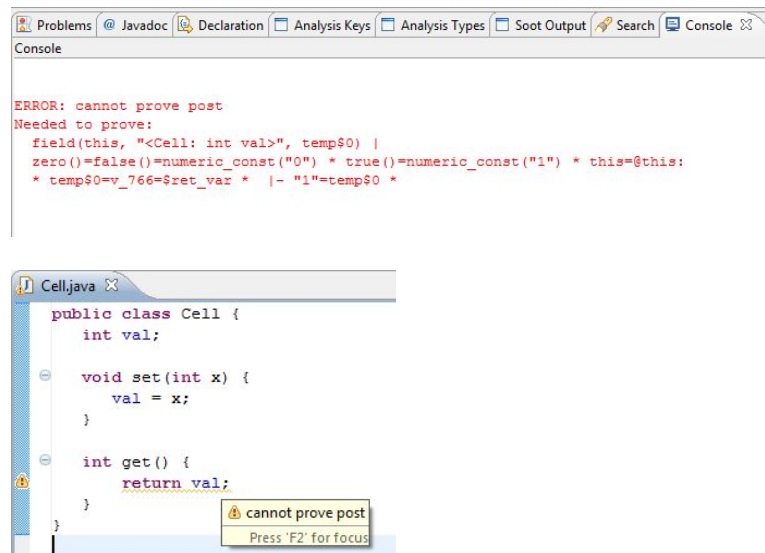 Problems @ Javadoc Declaration Analysis Keys Analysis Types Soot Output Search Console
Console
ERROR: cannot prove post
Needed to prove:
field(this, "<Cell: int val>", temp$0) |
zero()=false()=numeric_const("0") * true()=numeric_const("1") * this=@this:
* temp$0=v_766=$ret_var *  |- "1"=temp$0 *
Cell.java
public class Cell {
int val;
void set(int x) {
val = x;
}
int get() {
return val;
}
cannot prove post
}
Press 'F2' for focus